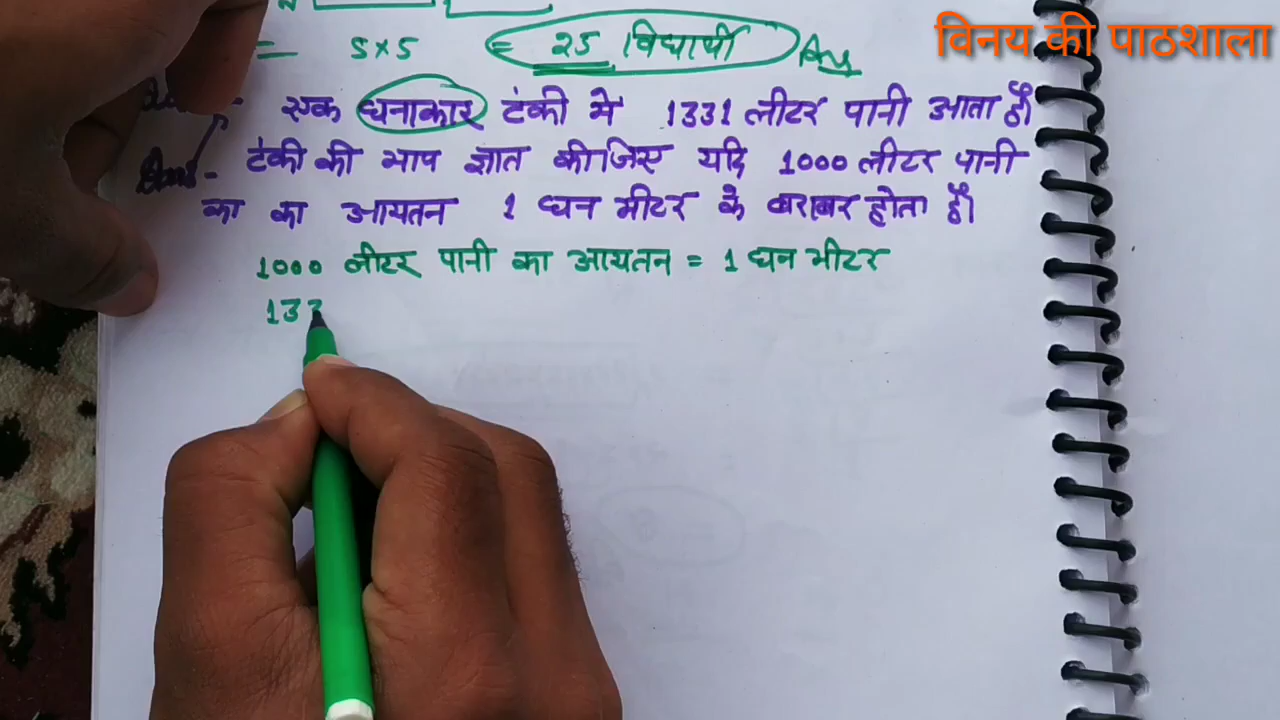 विनय की पाठशाला
= 5×5 = 25 विद्यार्थी Ans
एक घनाकार टंकी मे 1331 लीटर पानी आता है।
Ans - टंकी की माप ज्ञात कीजिए यदि 1000 लीटर पानी
का का आयतन 1 घन मीटर के बराबर होता है।
1000 लीटर पानी का आयतन = 1 घन मीटर
133